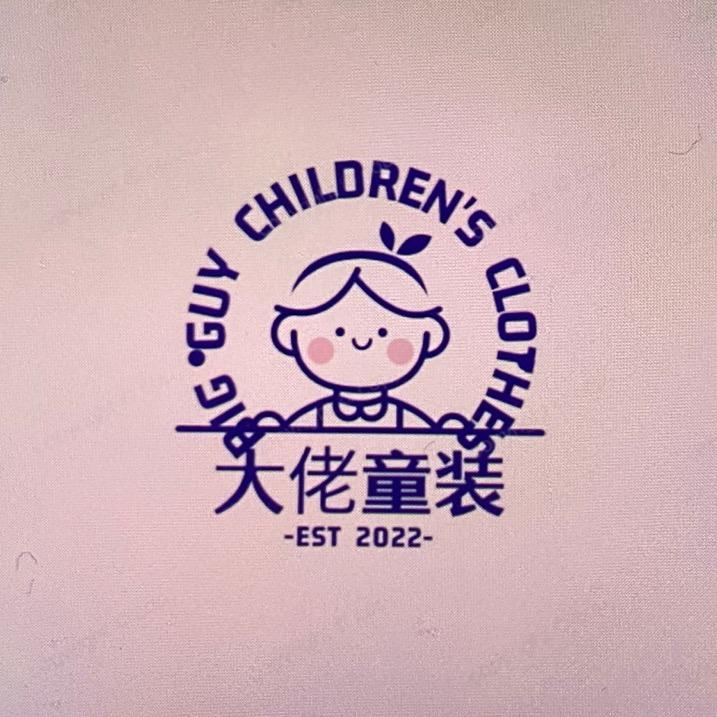 BIG GUY CHILDREN'S CLOTHES
大佬童装
-EST 2022-